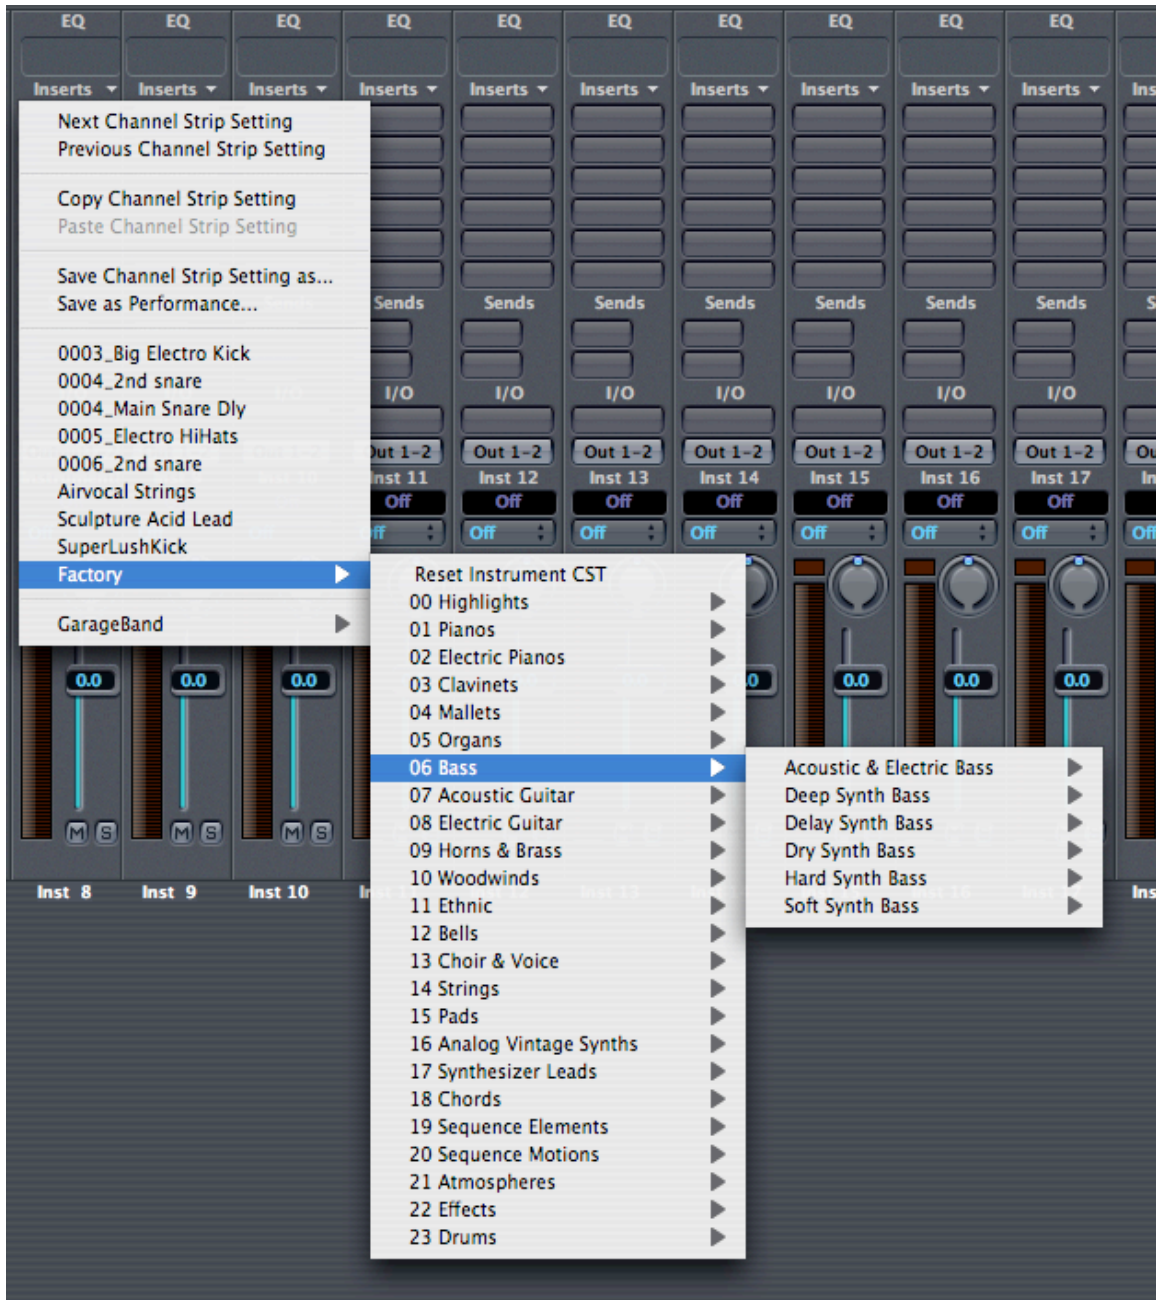 EQ EQ EQ EQ EQ EQ EQ EQ EQ EQ
Inserts Inserts Inserts Inserts Inserts Inserts Inserts Inserts Inserts Inserts Ins
Next Channel Strip Setting
Previous Channel Strip Setting
Copy Channel Strip Setting
Paste Channel Strip Setting
Save Channel Strip Setting as...
Save as Performance...
0003_Big Electro Kick
0004_2nd snare
0004_Main Snare Dly
0005_Electro HiHats
0006_2nd snare
Airvocal Strings
Sculpture Acid Lead
SuperLushKick
Factory
GarageBand
Sends Sends Sends Sends Sends Sends Sends S
I/O I/O I/O I/O I/O I/O I/O
Out 1-2 Out 1-2 Out 1-2 Out 1-2 Out 1-2 Out 1-2 Out 1-2 Ou
Inst 11 Inst 12 Inst 13 Inst 14 Inst 15 Inst 16 Inst 17 In
Off Off Off Off Off Off Off
Off Off Off Off Off Off Off Off
Reset Instrument CST
00 Highlights
01 Pianos
02 Electric Pianos
03 Clavinets
04 Mallets
05 Organs
06 Bass
07 Acoustic Guitar
08 Electric Guitar
09 Horns & Brass
10 Woodwinds
11 Ethnic
12 Bells
13 Choir & Voice
14 Strings
15 Pads
16 Analog Vintage Synths
17 Synthesizer Leads
18 Chords
19 Sequence Elements
20 Sequence Motions
21 Atmospheres
22 Effects
23 Drums
Acoustic & Electric Bass
Deep Synth Bass
Delay Synth Bass
Dry Synth Bass
Hard Synth Bass
Soft Synth Bass
0.0 0.0 0.0 .0 0.0 0.0 0.0
M S M S M S
Inst 8 Inst 9 Inst 10 Ins